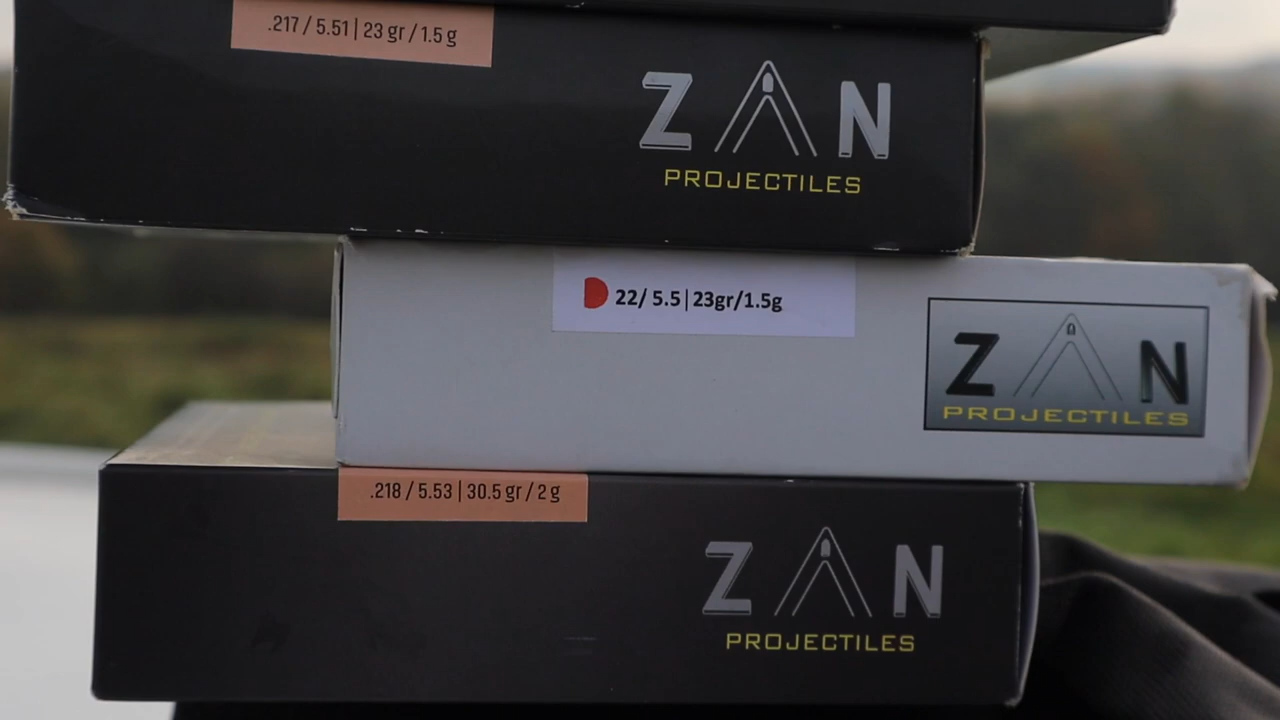 .217 / 5.51 | 23 gr / 1.5 g
ZAN
PROJECTILES
22/ 5.5|23gr/1.5g
ZAN
PROJECTILES
.218 / 5.53 | 30.5 gr / 2 g
ZAN
PROJECTILES